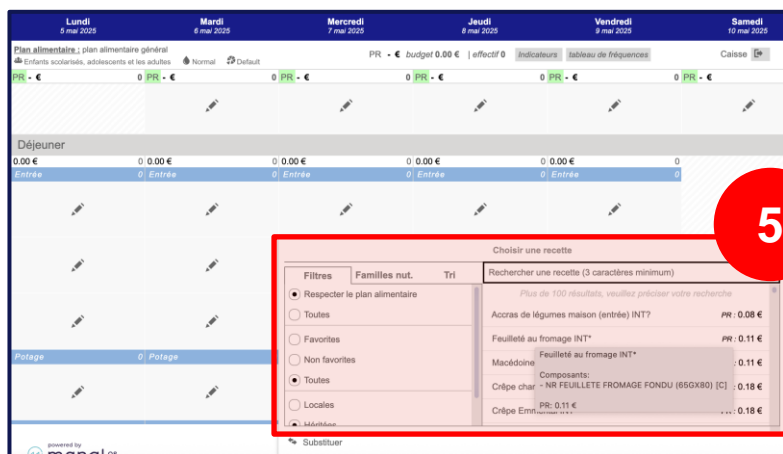 Lundi Mardi Mercredi Jeudi Vendredi Samedi
5 mai 2025 6 mai 2025 7 mai 2025 8 mai 2025 9 mai 2025 10 mai 2025
Plan alimentaire : plan alimentaire général PR - € budget 0.00 € | effectif 0 Indicateurs tableau de fréquences Caisse
Enfants scolarisés, adolescents et les adultes Normal Default
PR - € 0 PR - € 0 PR - € 0 PR - € 0 PR - € 0 PR - €
Déjeuner
0.00 € 0 0.00 € 0 0.00 € 0 0.00 € 0 0.00 € 0
Entrée 0 Entrée 0 Entrée 0 Entrée 0 Entrée 0
5
Choisir une recette
Filtres Familles nut. Tri Rechercher une recette (3 caractères minimum)
Respecter le plan alimentaire Plus de 100 résultats, veuillez préciser votre recherche
Toutes Accras de légumes maison (entrée) INT? PR : 0.08 €
Favorites Feuilleté au fromage INT* PR : 0.11 €
Non favorites Macédoine : 0.11 €
Feuilleté au fromage INT*
Composants:
Toutes Crêpe : 0.18 €
- NR FEUILLETE FROMAGE FONDU (65GX80) [C]
PR: 0.11 €
Locales Crêpe PR : 0.18 €
Héritées
Potage 0 Potage
Substituer
powered by